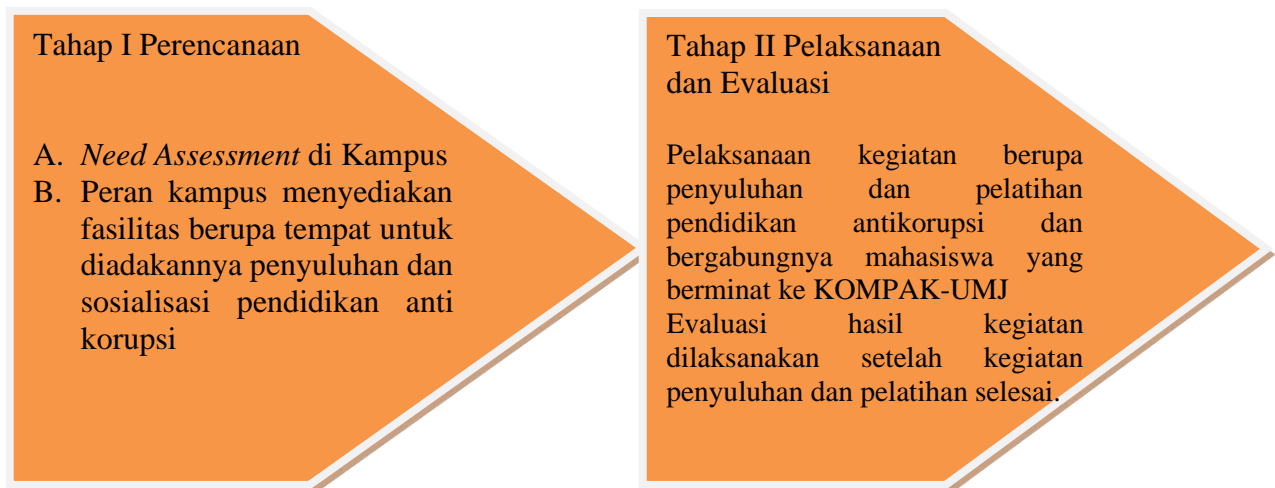 Tahap I Perencanaan
A. Need Assessment di Kampus
B. Peran kampus menyediakan
fasilitas berupa tempat untuk
diadakannya penyuluhan dan
sosialisasi pendidikan anti
korupsi
Tahap II Pelaksanaan
dan Evaluasi
Pelaksanaan kegiatan berupa
penyuluhan dan pelatihan
pendidikan antikorupsi dan
bergabungnya mahasiswa yang
berminat ke KOMPAK-UMJ
Evaluasi hasil kegiatan
dilaksanakan setelah kegiatan
penyuluhan dan pelatihan selesai.